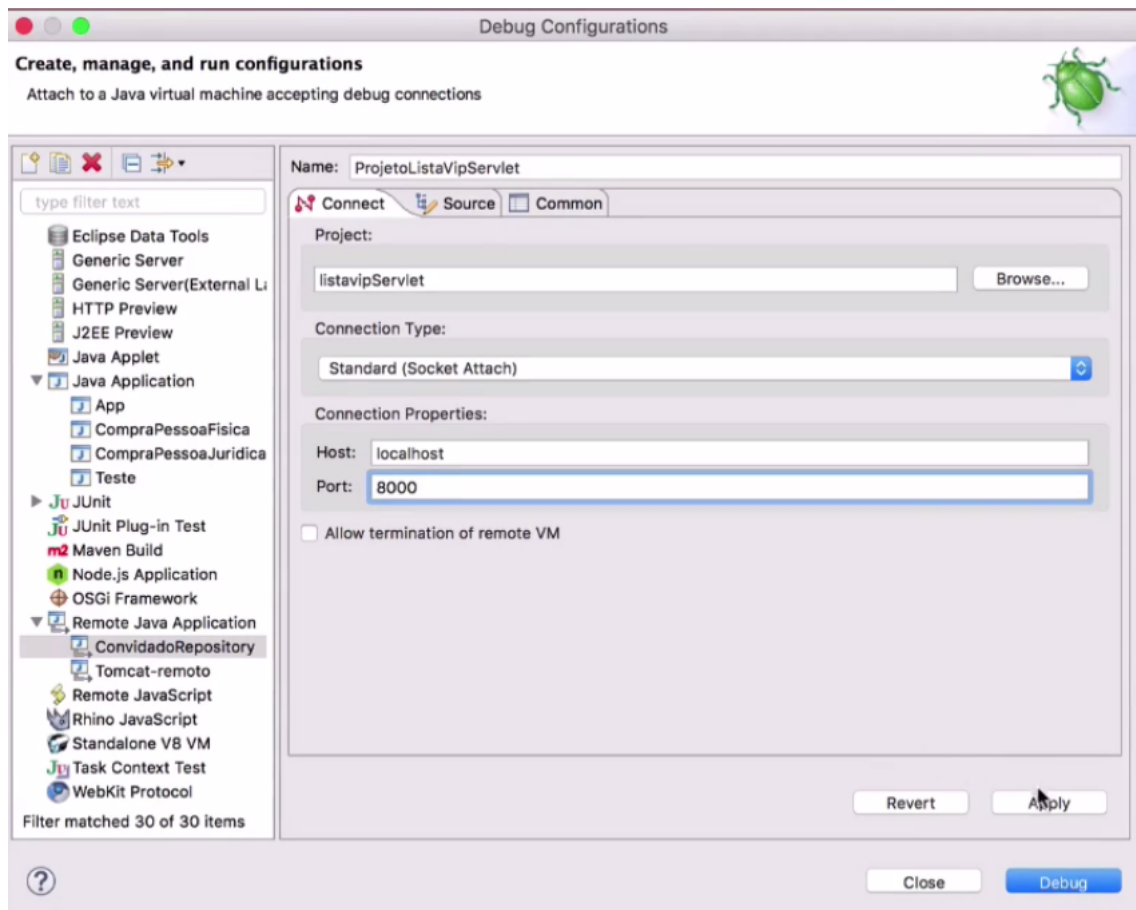 Debug Configurations
Create, manage, and run configurations
Attach to a Java virtual machine accepting debug connections
type filter text
Eclipse Data Tools
Generic Server
Generic Server(External La
HTTP Preview
J2EE Preview
Java Applet
Java Application
App
CompraPessoaFisica
CompraPessoaJuridica
Teste
JUnit
JUnit Plug-in Test
Maven Build
Node.js Application
OSGi Framework
Remote Java Application
ConvidadoRepository
Tomcat-remoto
Remote JavaScript
Rhino JavaScript
Standalone V8 VM
Task Context Test
WebKit Protocol
Filter matched 30 of 30 items
Name: ProjetoListaVipServlet
Connect Source Common
Project:
listavipServlet Browse...
Connection Type:
Standard (Socket Attach)
Connection Properties:
Host: localhost
Port: 8000
Allow termination of remote VM
Revert Apply
? Close Debug